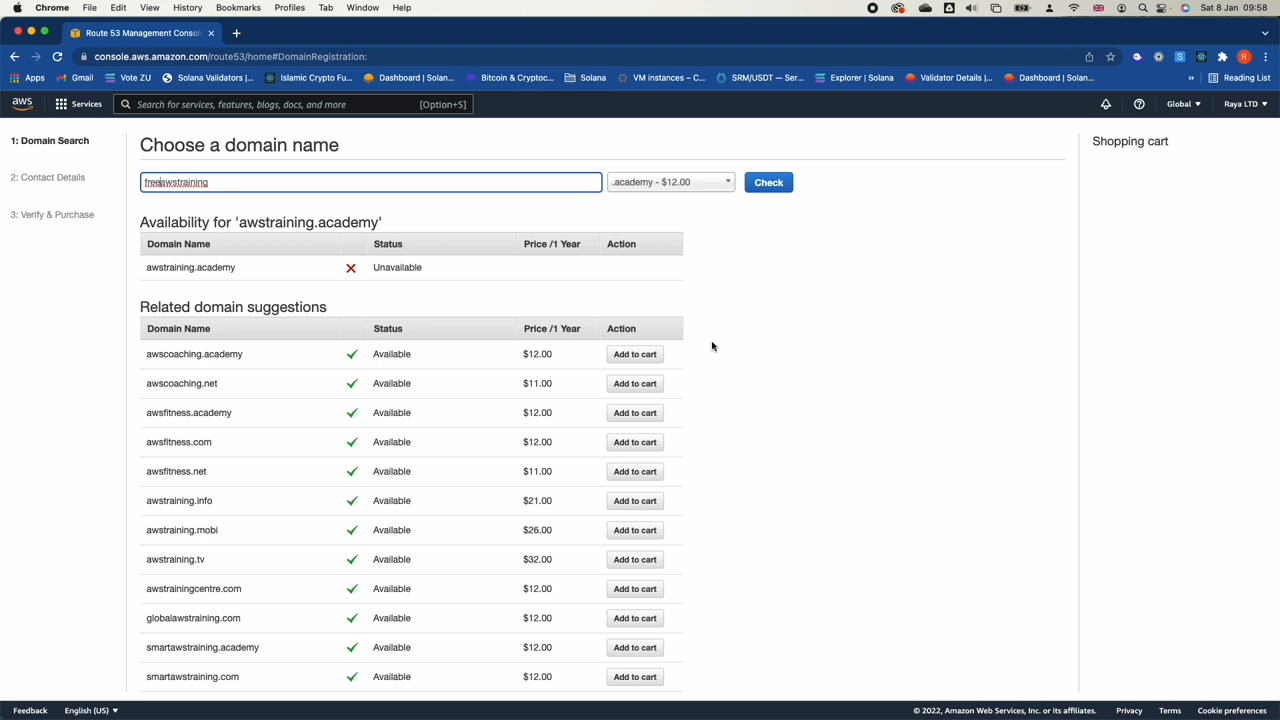 Chrome File Edit View History Bookmarks Profiles Tab Window Help Sat 8 Jan 09:58
Route 53 Management Consol
console.aws.amazon.com/route53/home#DomainRegistration:
Apps Gmail Vote ZU Solana Validators |... Islamic Crypto Fu... Dashboard | Solan... Bitcoin & Cryptoc... Solana VM instances – C... SRM/USDT — Ser... Explorer | Solana Validator Details |... Dashboard | Solan... » Reading List
aws Services Search for services, features, blogs, docs, and more [Option+S] Global Raya LTD
1: Domain Search
2: Contact Details
3: Verify & Purchase
Choose a domain name
freeawstraining .academy - $12.00 Check
Availability for 'awstraining.academy'
Domain Name Status Price /1 Year Action
awstraining.academy Unavailable
Related domain suggestions
Domain Name Status Price /1 Year Action
awscoaching.academy Available $12.00 Add to cart
awscoaching.net Available $11.00 Add to cart
awsfitness.academy Available $12.00 Add to cart
awsfitness.com Available $12.00 Add to cart
awsfitness.net Available $11.00 Add to cart
awstraining.info Available $21.00 Add to cart
awstraining.mobi Available $26.00 Add to cart
awstraining.tv Available $32.00 Add to cart
awstrainingcentre.com Available $12.00 Add to cart
globalawstraining.com Available $12.00 Add to cart
smartawstraining.academy Available $12.00 Add to cart
smartawstraining.com Available $12.00 Add to cart
Shopping cart
Feedback English (US) © 2022, Amazon Web Services, Inc. or its affiliates. Privacy Terms Cookie preferences